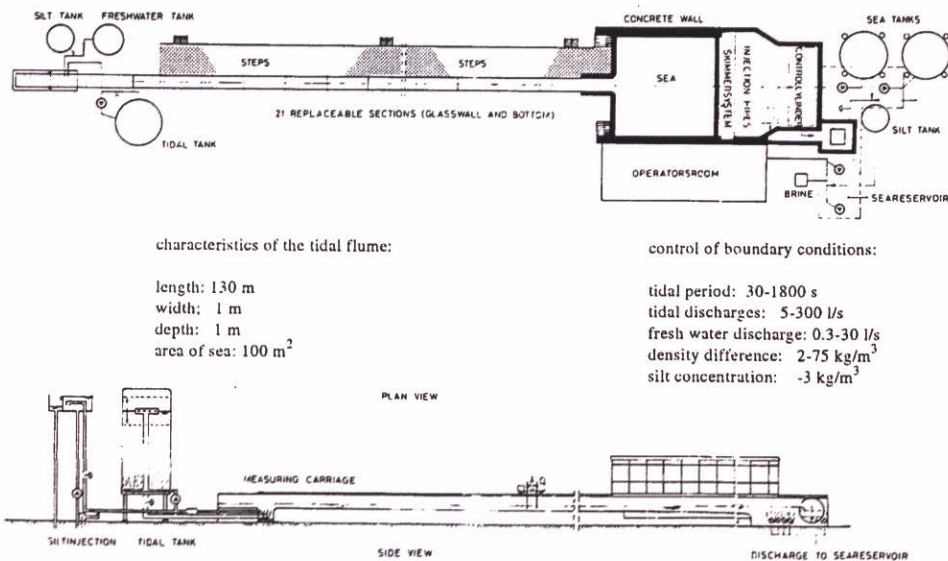 SILT TANK
FRESHWATER TANK
CONCRETE WALL
SEA TANKS
STEPS
STEPS
SEA
SKIMMENSYSTEM
INJECTION PIPES
CONTROL CYLINDER
21 REPLACEABLE SECTIONS (GLASSWALL AND BOTTOM)
SILT TANK
TIDAL TANK
OPERATORSROOM
BRINE
SEARESERVOIR
characteristics of the tidal flume:
length: 130 m
width: 1 m
depth: 1 m
area of sea: 100 m²
control of boundary conditions:
tidal period: 30-1800 s
tidal discharges: 5-300 l/s
fresh water discharge: 0.3-30 l/s
density difference: 2-75 kg/m³
silt concentration: -3 kg/m³
PLAN VIEW
MEASURING CARRIAGE
SILTINJECTION
TIDAL TANK
SIDE VIEW
DISCHARGE TO SEARESERVOIR